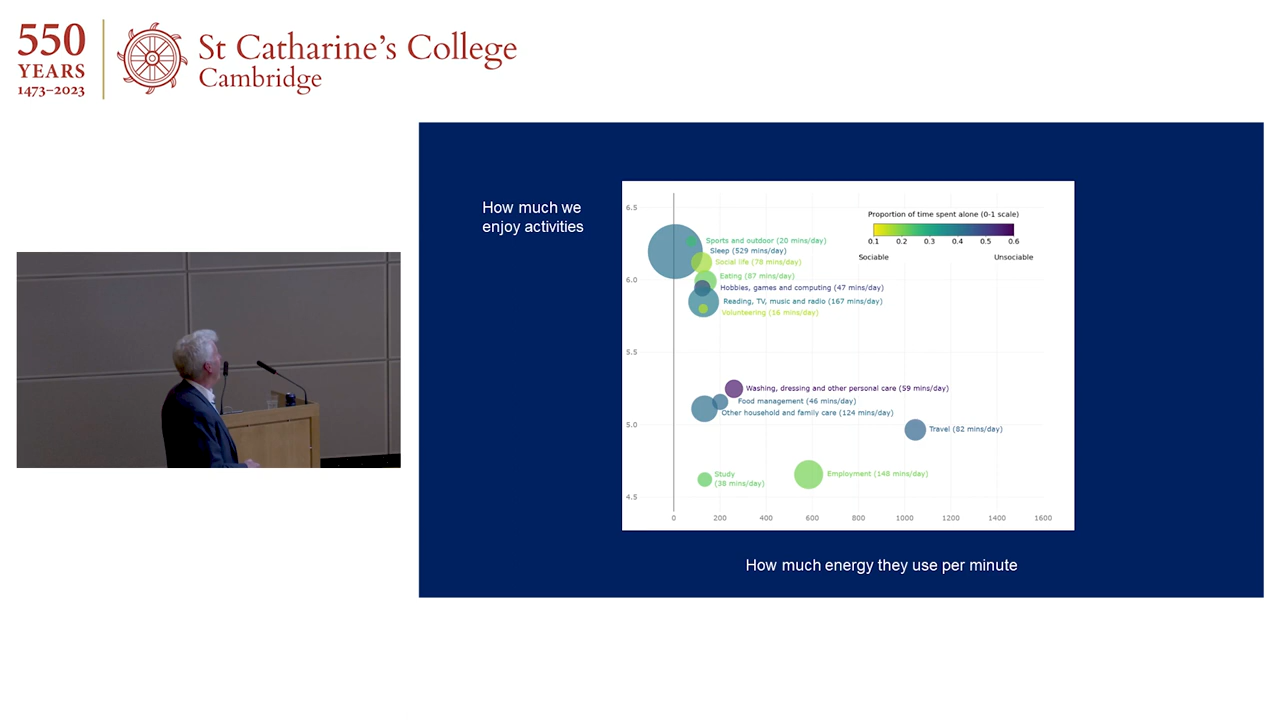 550
YEARS
1473–2023
St Catharine's College
Cambridge
How much we
enjoy activities
6.5
6.0
5.5
5.0
4.5
Proportion of time spent alone (0-1 scale)
0.1 0.2 0.3 0.4 0.5 0.6
Sociable Unsociable
Sports and outdoor (20 mins/day)
Sleep (529 mins/day)
Social life (78 mins/day)
Eating (87 mins/day)
Hobbies, games and computing (47 mins/day)
Reading, TV, music and radio (167 mins/day)
Volunteering (16 mins/day)
Washing, dressing and other personal care (59 mins/day)
Food management (46 mins/day)
Other household and family care (124 mins/day)
Travel (82 mins/day)
Study
(38 mins/day)
Employment (148 mins/day)
0 200 400 600 800 1000 1200 1400 1600
How much energy they use per minute